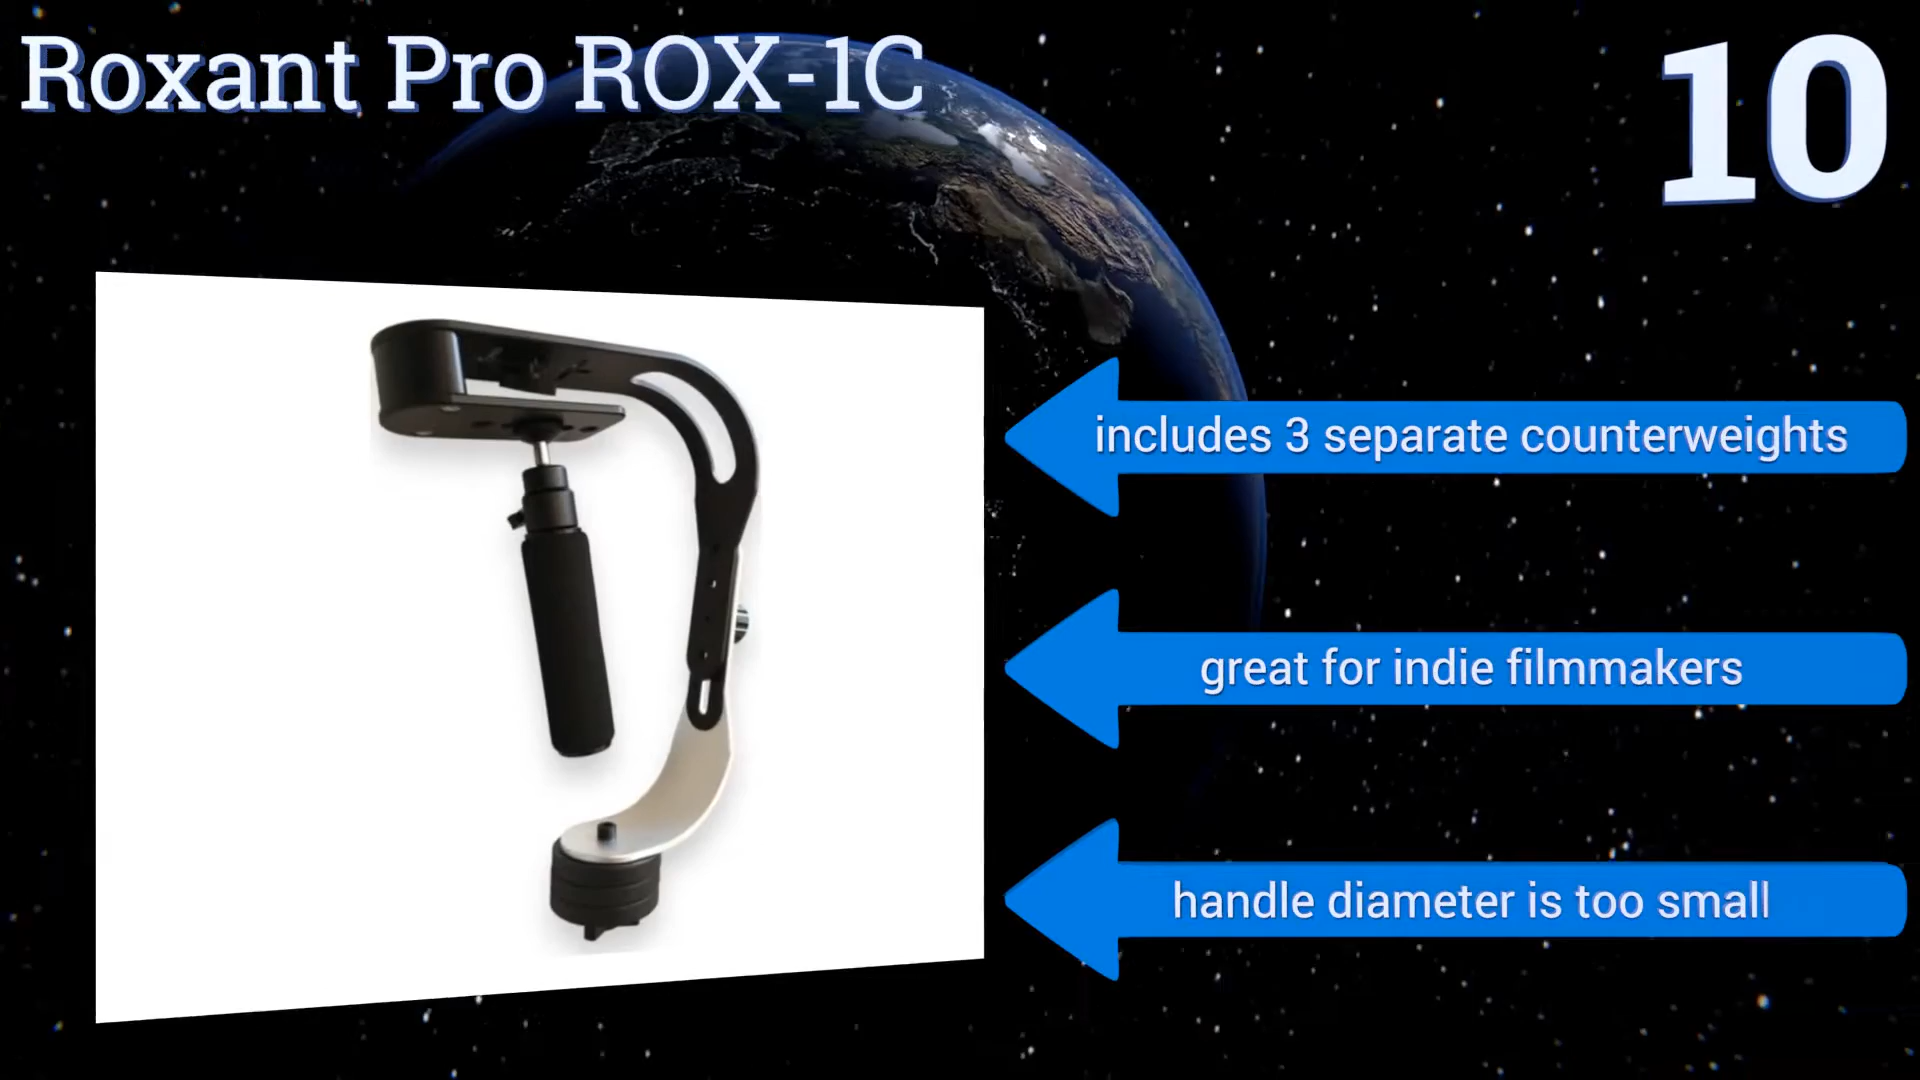 Roxant Pro ROX-1C
10
includes 3 separate counterweights
great for indie filmmakers
handle diameter is too small